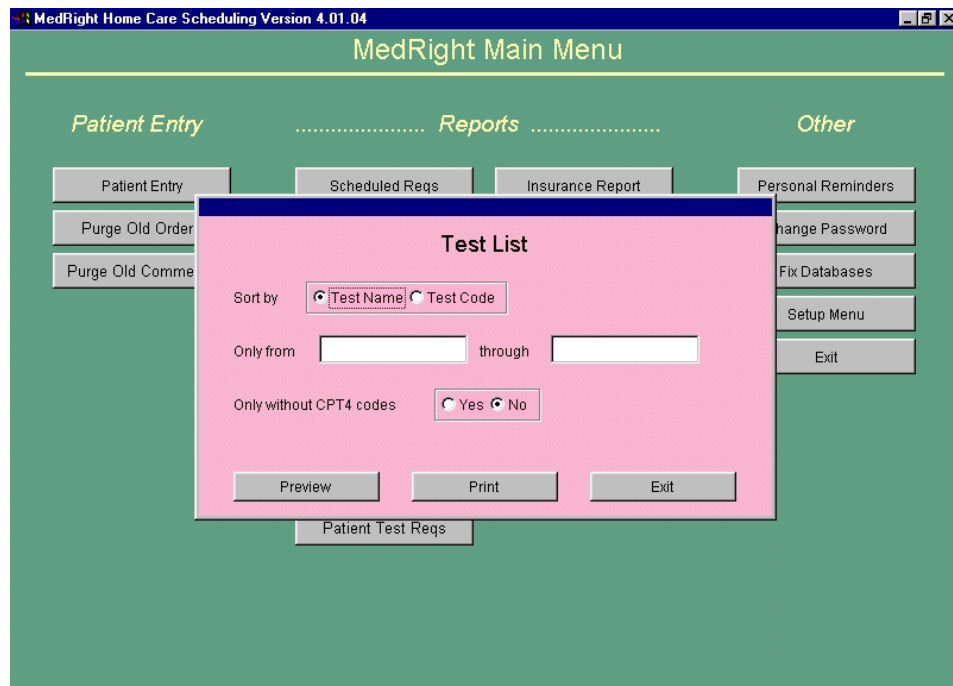 MedRight Home Care Scheduling Version 4.01.04
MedRight Main Menu
Patient Entry
...................... Reports ......................
Other
Patient Entry
Scheduled Reqs
Insurance Report
Personal Reminders
Purge Old Order
hange Password
Purge Old Comme
Fix Databases
Setup Menu
Exit
Test List
Sort by Test Name Test Code
Only from through
Only without CPT4 codes Yes No
Preview Print Exit
Patient Test Reqs